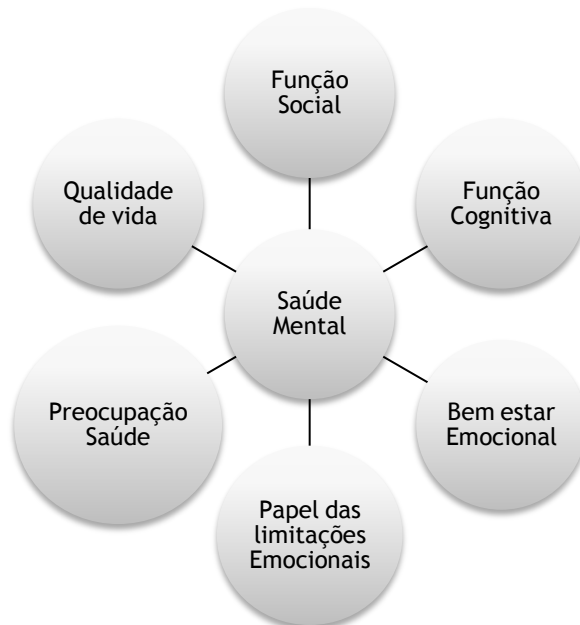 Função
Social
Qualidade
de vida
Função
Cognitiva
Saúde
Mental
Preocupação
Saúde
Bem estar
Emocional
Papel das
limitações
Emocionais